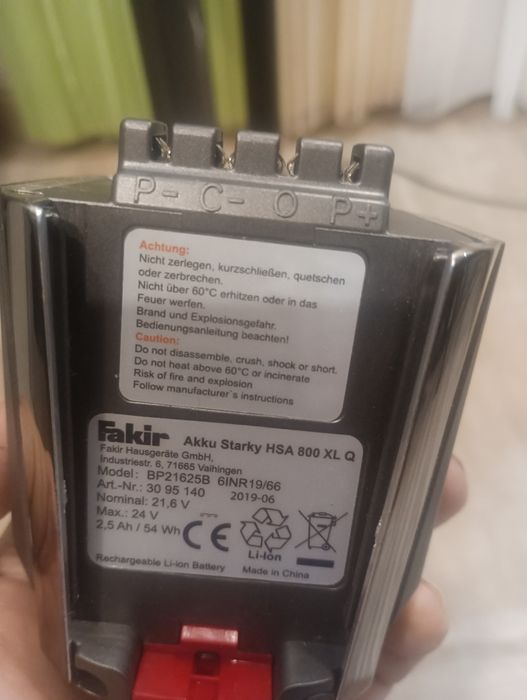 P- C- O P+
Achtung:
Nicht zerlegen, kurzschließen, quetschen
oder zerbrechen.
Nicht über 60°C erhitzen oder in das
Feuer werfen.
Brand und Explosionsgefahr.
Bedienungsanleitung beachten!
Caution:
Do not disassemble, crush, shock or short.
Do not heat above 60°C or incinerate
Risk of fire and explosion
Follow manufacturer`s instructions
Fakir Akku Starky HSA 800 XL Q
Fakir Hausgeräte GmbH,
Industriestr. 6, 71665 Vaihingen
Model: BP21625B 6INR19/66
Art.-Nr.: 30 95 140 2019-06
Nominal: 21,6 V
Max.: 24 V
2,5 Ah / 54 Wh CE
Li-Ion
Rechargeable Li-ion Battery Made in China